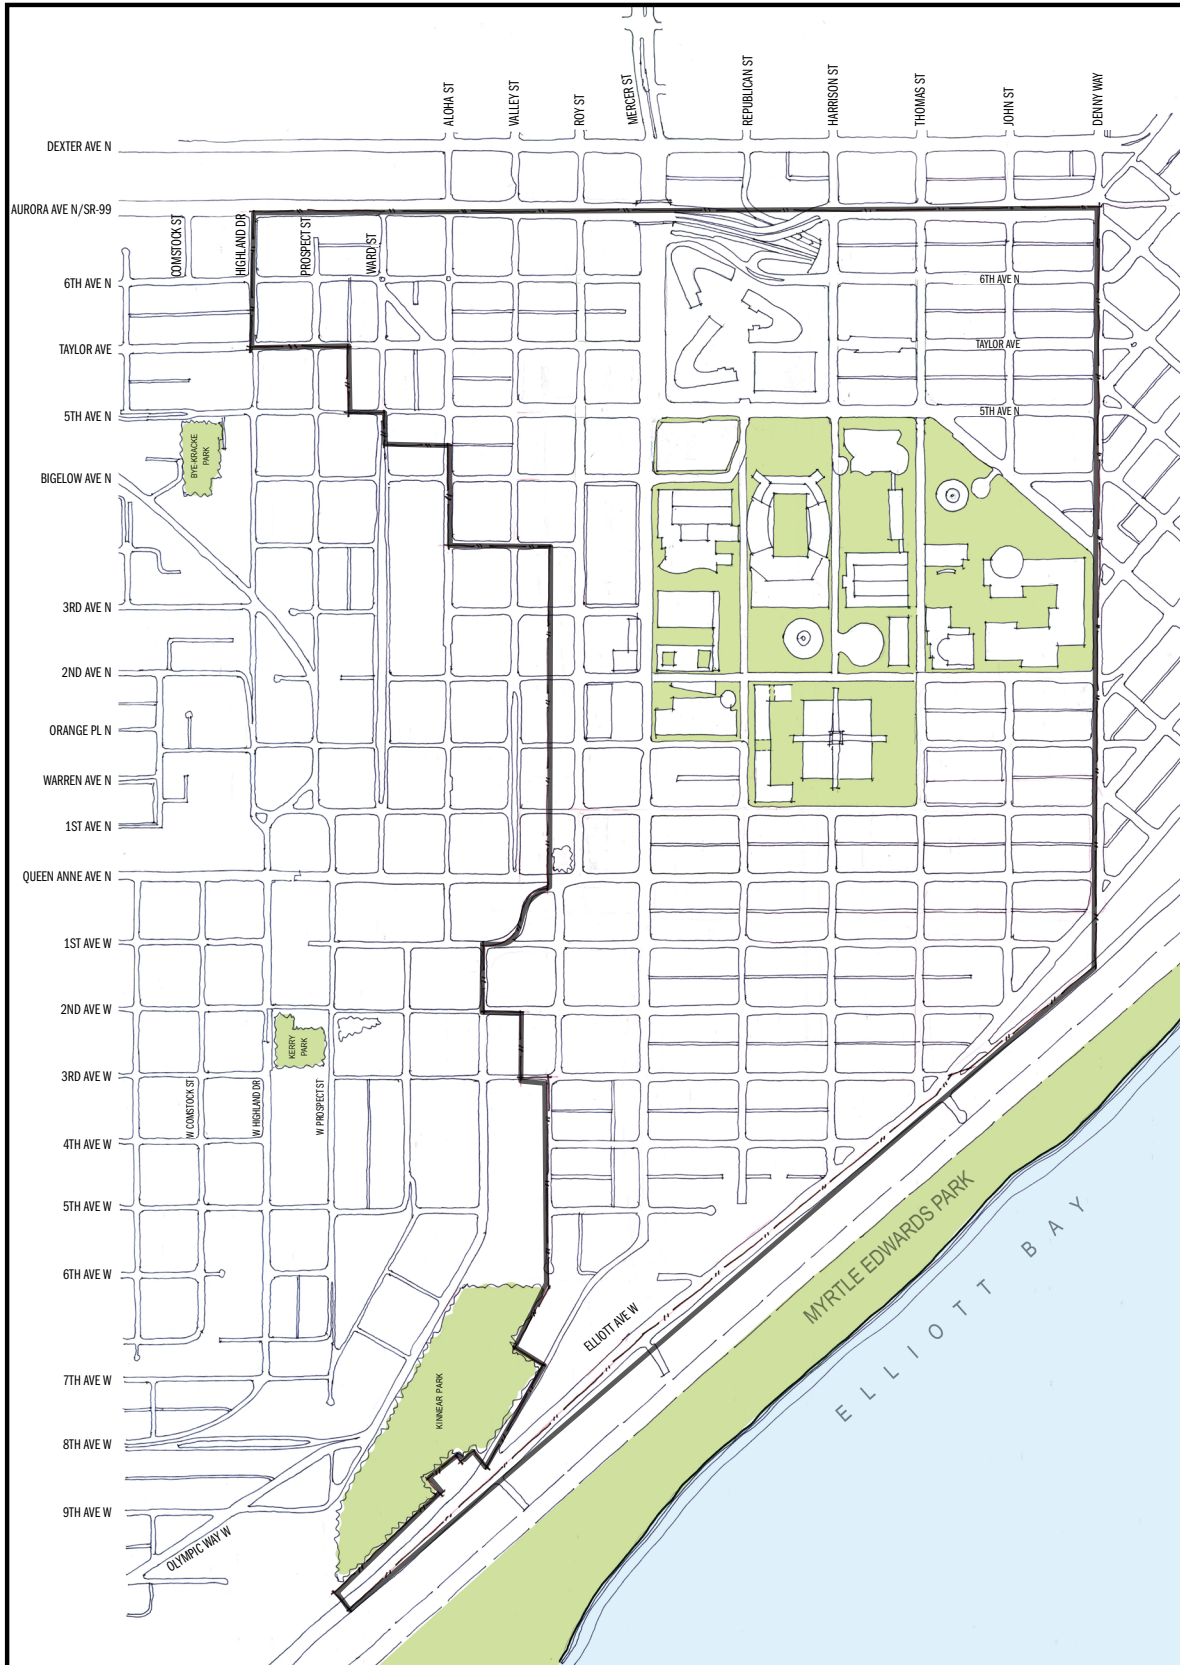 ALOHA ST
VALLEY ST
ROY ST
MERCER ST
REPUBLICAN ST
HARRISON ST
THOMAS ST
JOHN ST
DENNY WAY
DEXTER AVE N
AURORA AVE N/SR-99
COMSTOCK ST
HIGHLAND DR
PROSPECT ST
WARD ST
6TH AVE N
6TH AVE N
TAYLOR AVE
TAYLOR AVE
5TH AVE N
5TH AVE N
BYE-KRACKE
PARK
BIGELOW AVE N
3RD AVE N
2ND AVE N
ORANGE PL N
WARREN AVE N
1ST AVE N
QUEEN ANNE AVE N
1ST AVE W
2ND AVE W
KERRY
PARK
3RD AVE W
W COMSTOCK ST
W HIGHLAND DR
W PROSPECT ST
4TH AVE W
5TH AVE W
6TH AVE W
7TH AVE W
8TH AVE W
9TH AVE W
OLYMPIC WAY W
KINNEAR PARK
ELLIOTT AVE W
MYRTLE EDWARDS PARK
ELLIOTT BAY